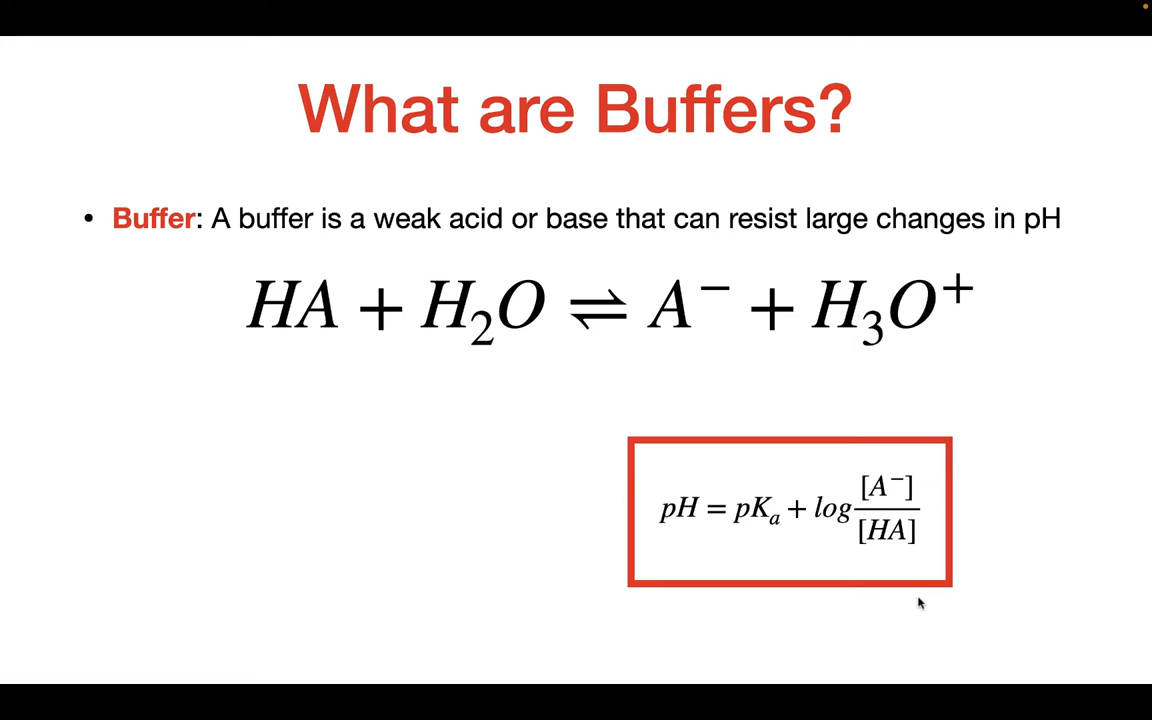 What are Buffers?
• Buffer: A buffer is a weak acid or base that can resist large changes in pH
HA + H₂O ⇌ A⁻ + H₃O⁺
pH = pKₐ + log [A⁻] / [HA]